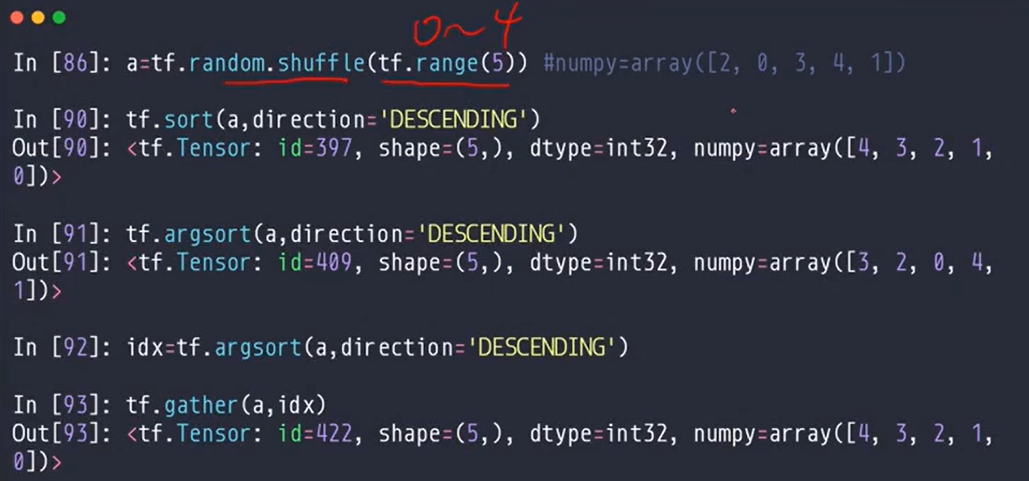 0~4
In [86]: a=tf.random.shuffle(tf.range(5)) #numpy=array([2, 0, 3, 4, 1])
In [90]: tf.sort(a,direction='DESCENDING')
Out[90]: <tf.Tensor: id=397, shape=(5,), dtype=int32, numpy=array([4, 3, 2, 1,
0])>
In [91]: tf.argsort(a,direction='DESCENDING')
Out[91]: <tf.Tensor: id=409, shape=(5,), dtype=int32, numpy=array([3, 2, 0, 4,
1])>
In [92]: idx=tf.argsort(a,direction='DESCENDING')
In [93]: tf.gather(a,idx)
Out[93]: <tf.Tensor: id=422, shape=(5,), dtype=int32, numpy=array([4, 3, 2, 1,
0])>